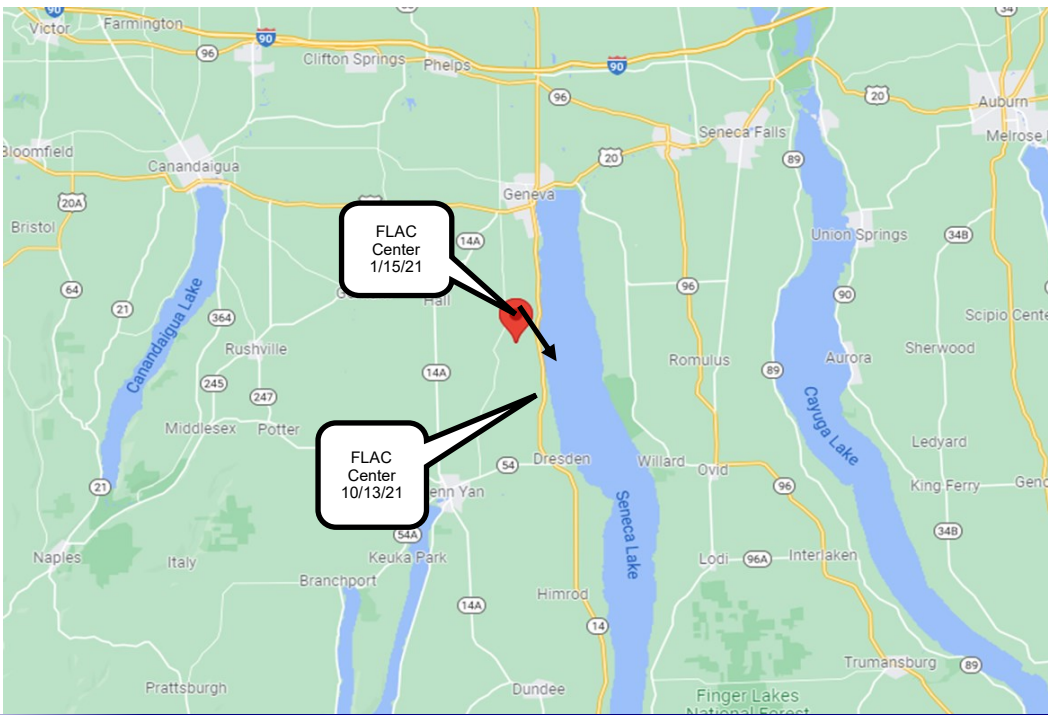 90
34
Victor
Farmington
96
90
Clifton Springs
Phelps
90
96
20
Auburn
Seneca Falls
Melrose
Bloomfield
Canandaigua
20
89
20A
Geneva
Bristol
FLAC
Center
1/15/21
14A
Union Springs
34B
64
21
Hall
96
90
Scipio Cente
364
Canandaigua Lake
Rushville
Romulus
Aurora
Sherwood
14A
89
245
247
Cayuga Lake
Middlesex
Potter
Ledyard
FLAC
Center
10/13/21
54
Dresden
Willard
Ovid
21
96
King Ferry
Geno
enn Yan
Seneca Lake
54A
34B
Naples
Italy
Keuka Park
Lodi
96A
Interlaken
Branchport
Himrod
14A
14
Trumansburg
89
Prattsburgh
Dundee
Finger Lakes
National Forest